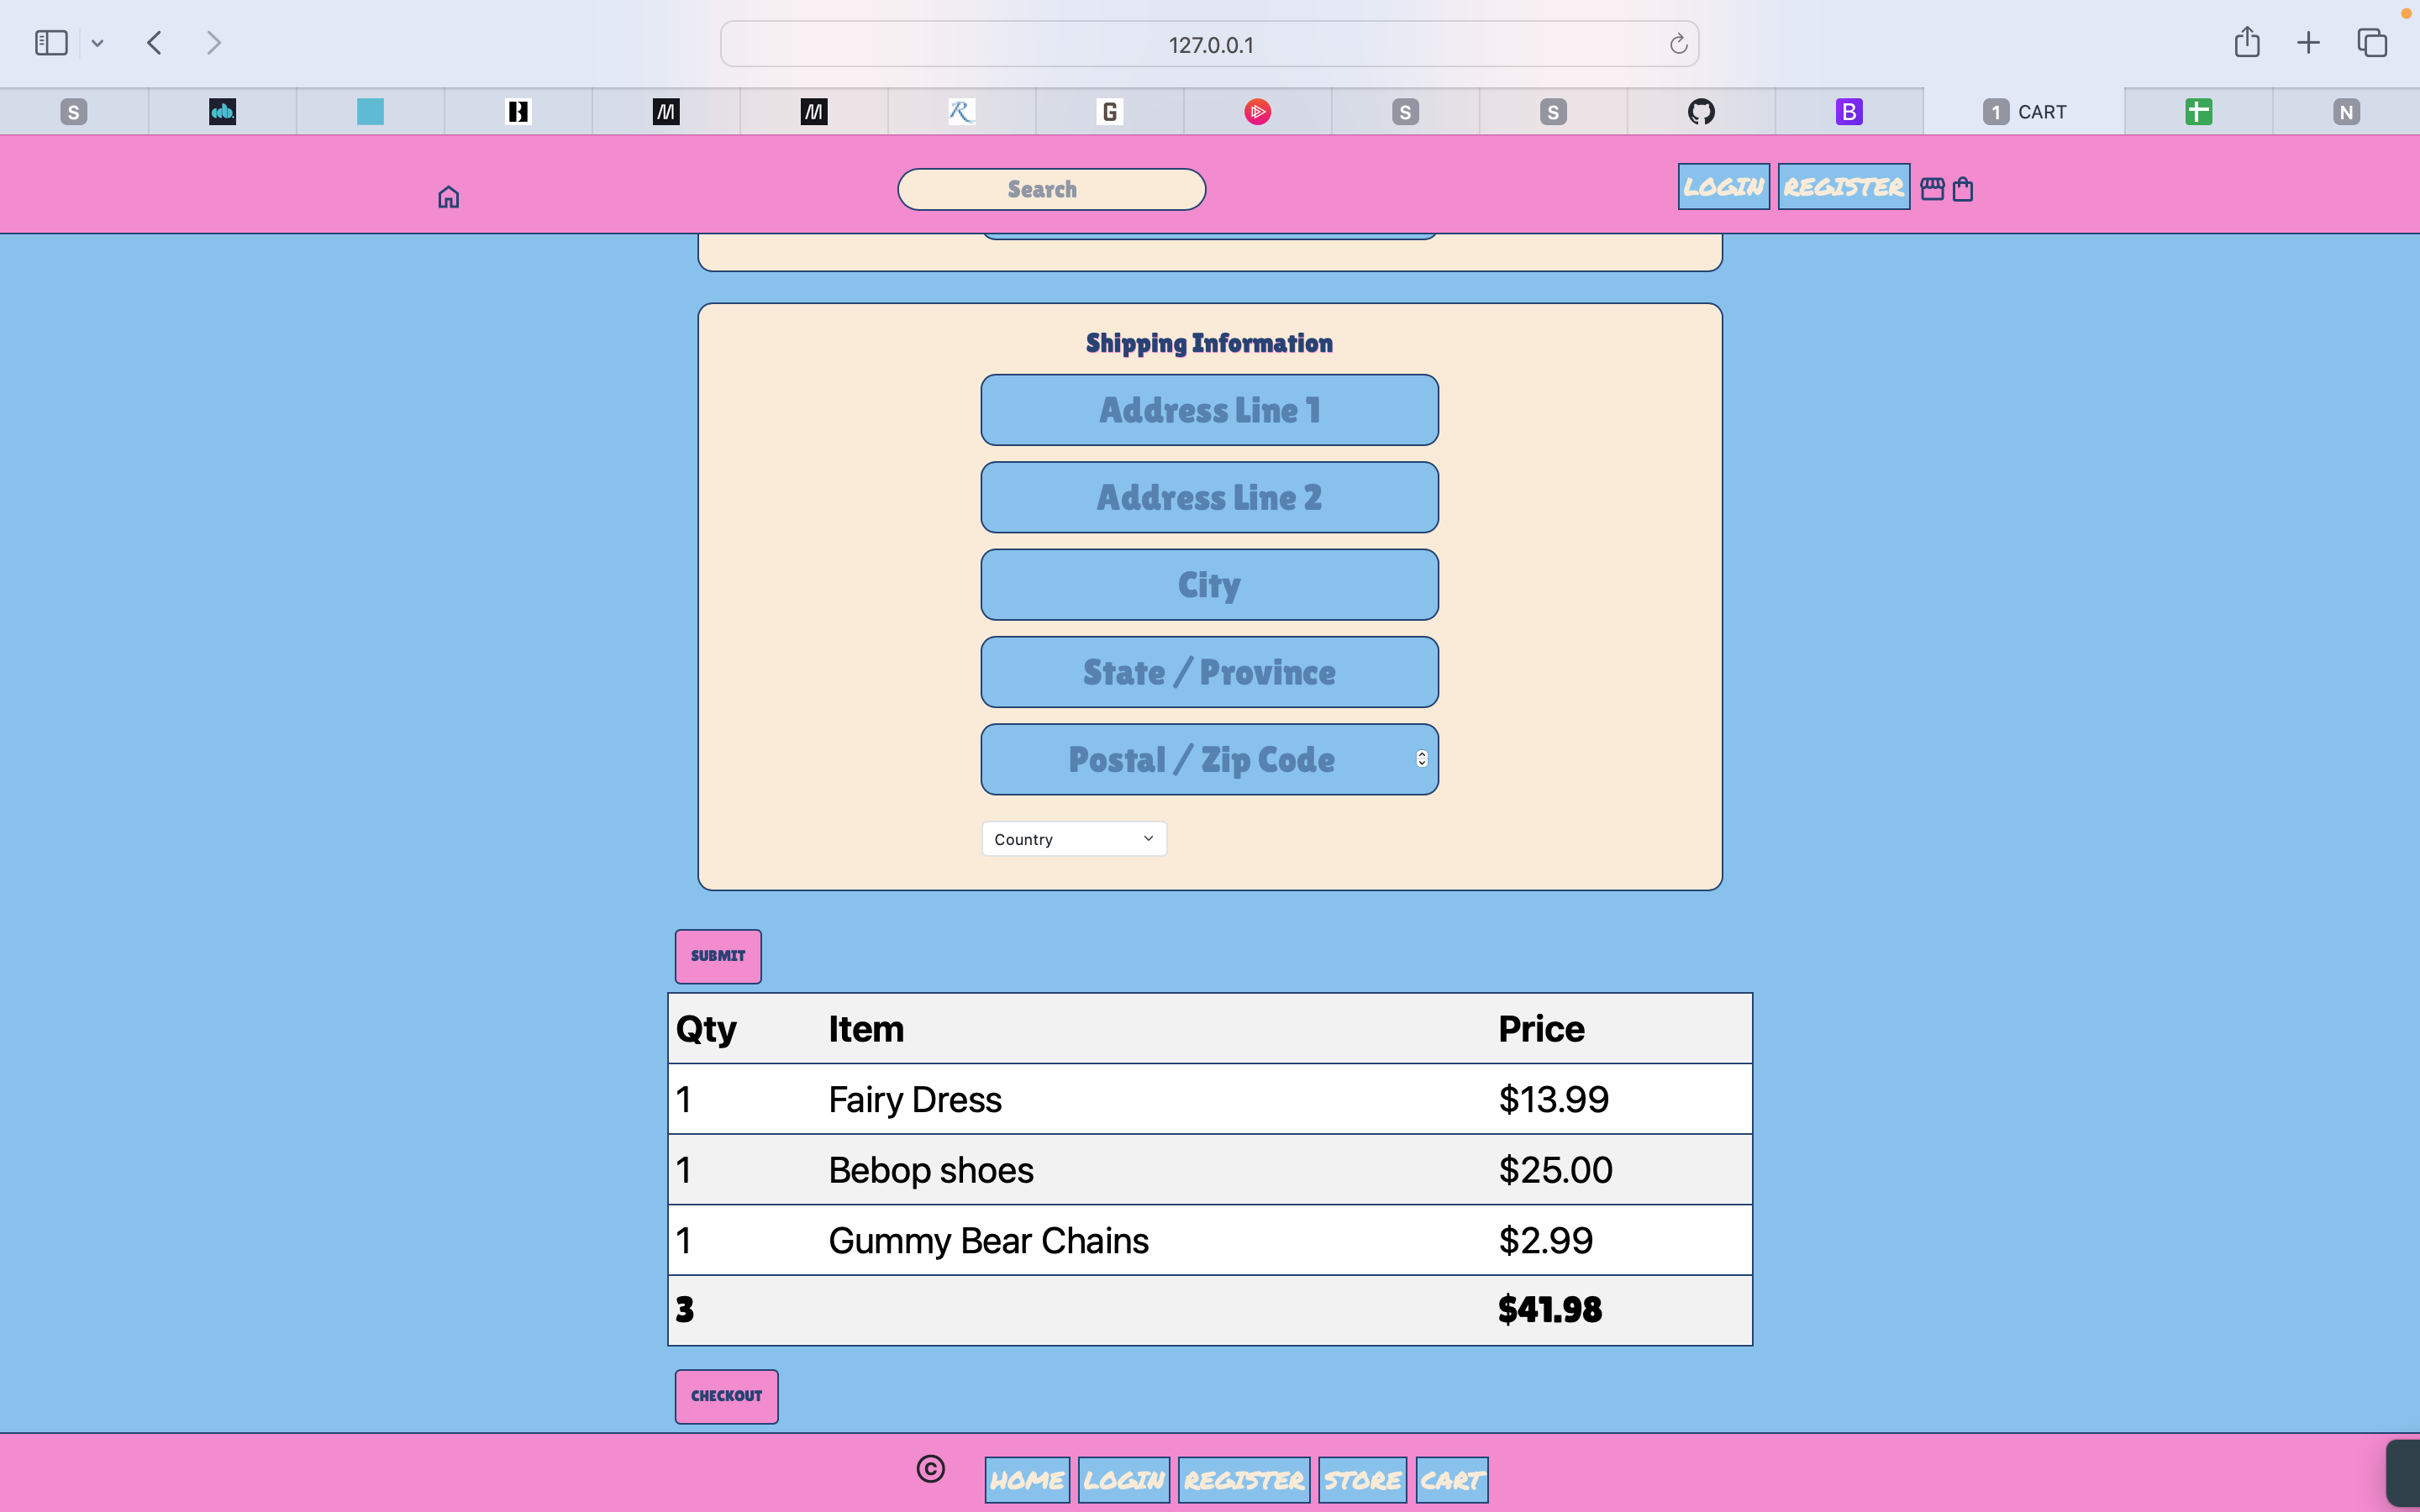 127.0.0.1
S
B
M
M
R
G
S
S
B
1 CART
N
Search
LOGIN REGISTER
Shipping Information
Address Line 1
Address Line 2
City
State / Province
Postal / Zip Code
Country
SUBMIT
Qty Item Price
1 Fairy Dress $13.99
1 Bebop shoes $25.00
1 Gummy Bear Chains $2.99
3 $41.98
CHECKOUT
© HOME LOGIN REGISTER STORE CART